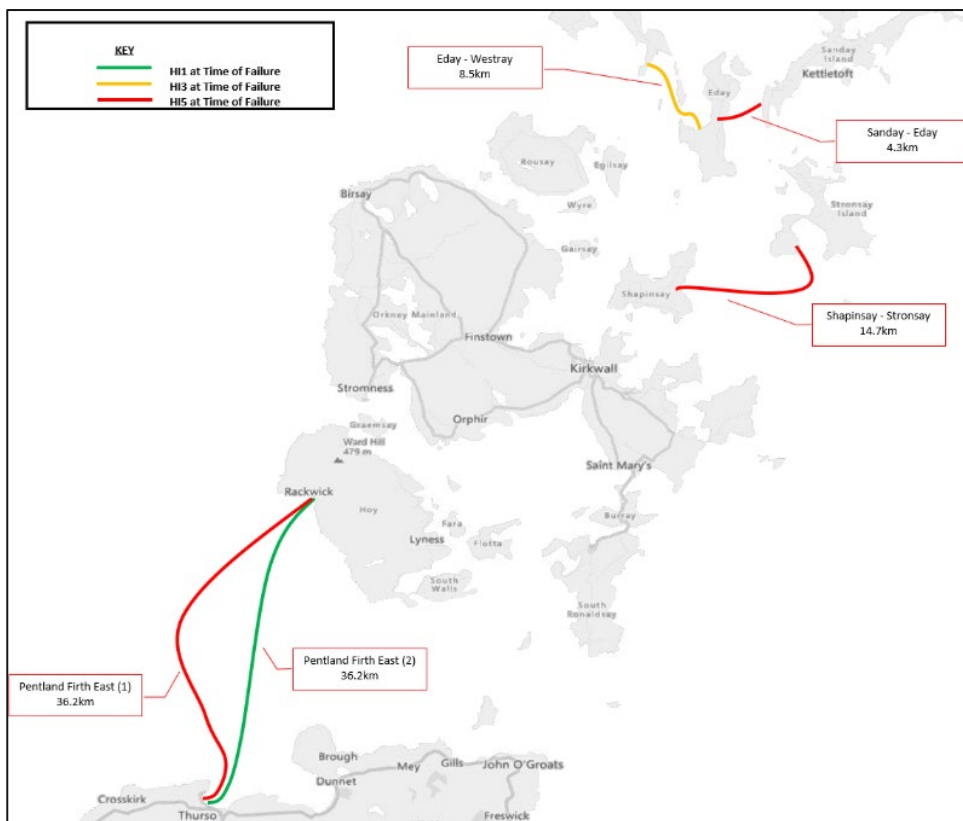 KEY
HI1 at Time of Failure
HI3 at Time of Failure
HI5 at Time of Failure
Eday - Westray
8.5km
Sanday
Island
Kettletoft
Eday
Sanday - Eday
4.3km
Rousay
Egilsay
Birsay
Wyre
Stronsay
Island
Gairsay
Shapinsay
Shapinsay - Stronsay
14.7km
Orkney Mainland
Finstown
Kirkwall
Stromness
Orphir
Graemsay
Ward Hill
479 m
Saint Mary's
Rackwick
Hoy
Burray
Fara
Lyness
Flotta
South
Walls
South
Ronaldsay
Pentland Firth East (2)
36.2km
Pentland Firth East (1)
36.2km
Brough
Mey
Gills
John O'Groats
Dunnet
Crosskirk
Thurso
Freswick